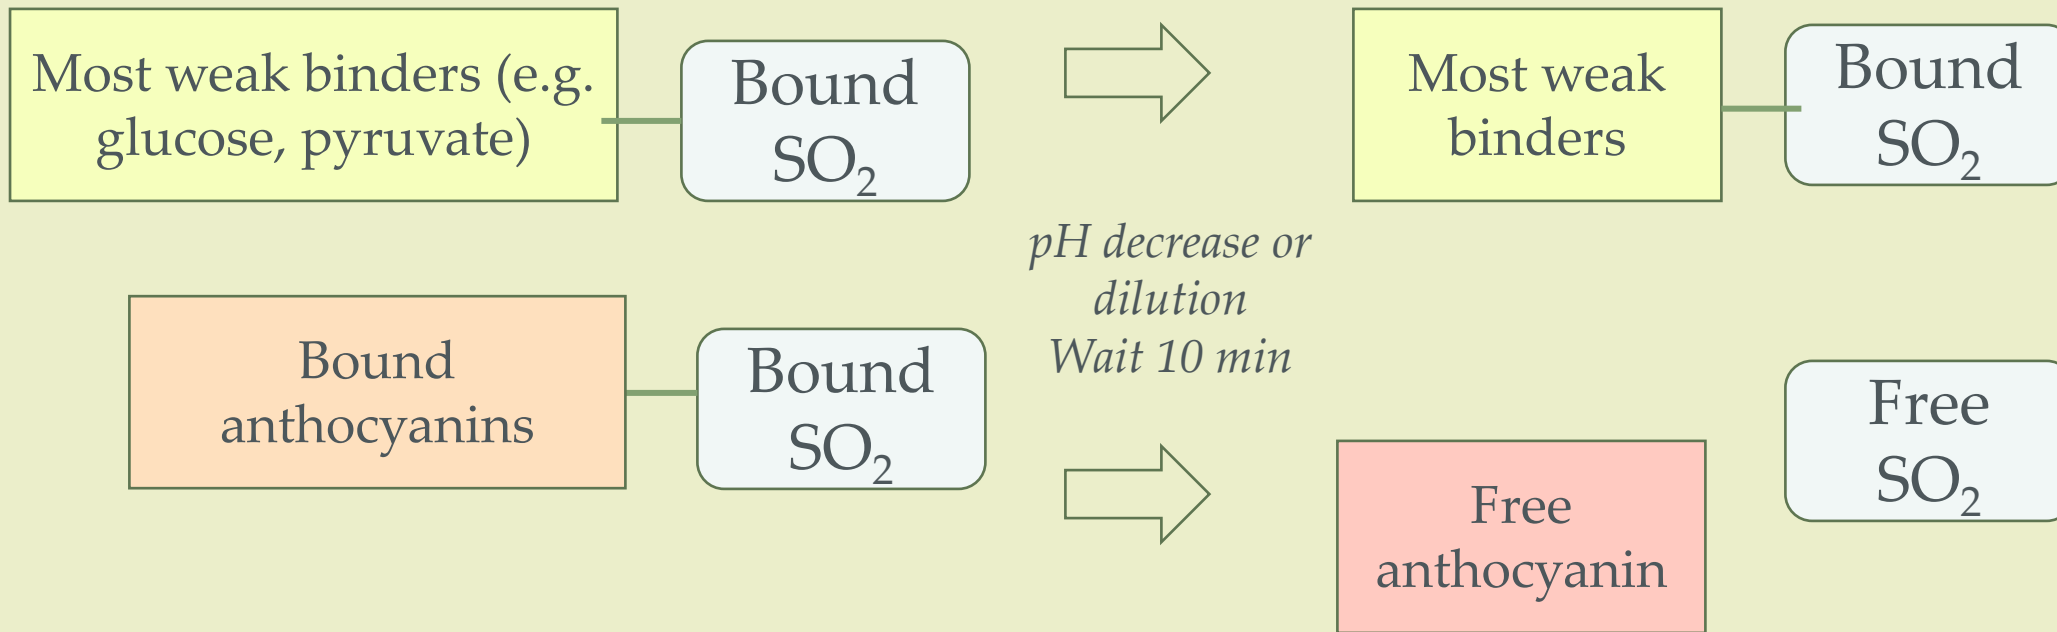 Most weak binders (e.g.
glucose, pyruvate)
Bound
SO₂
Most weak
binders
Bound
SO₂
pH decrease or
dilution
Wait 10 min
Bound
anthocyanins
Bound
SO₂
Free
anthocyanin
Free
SO₂